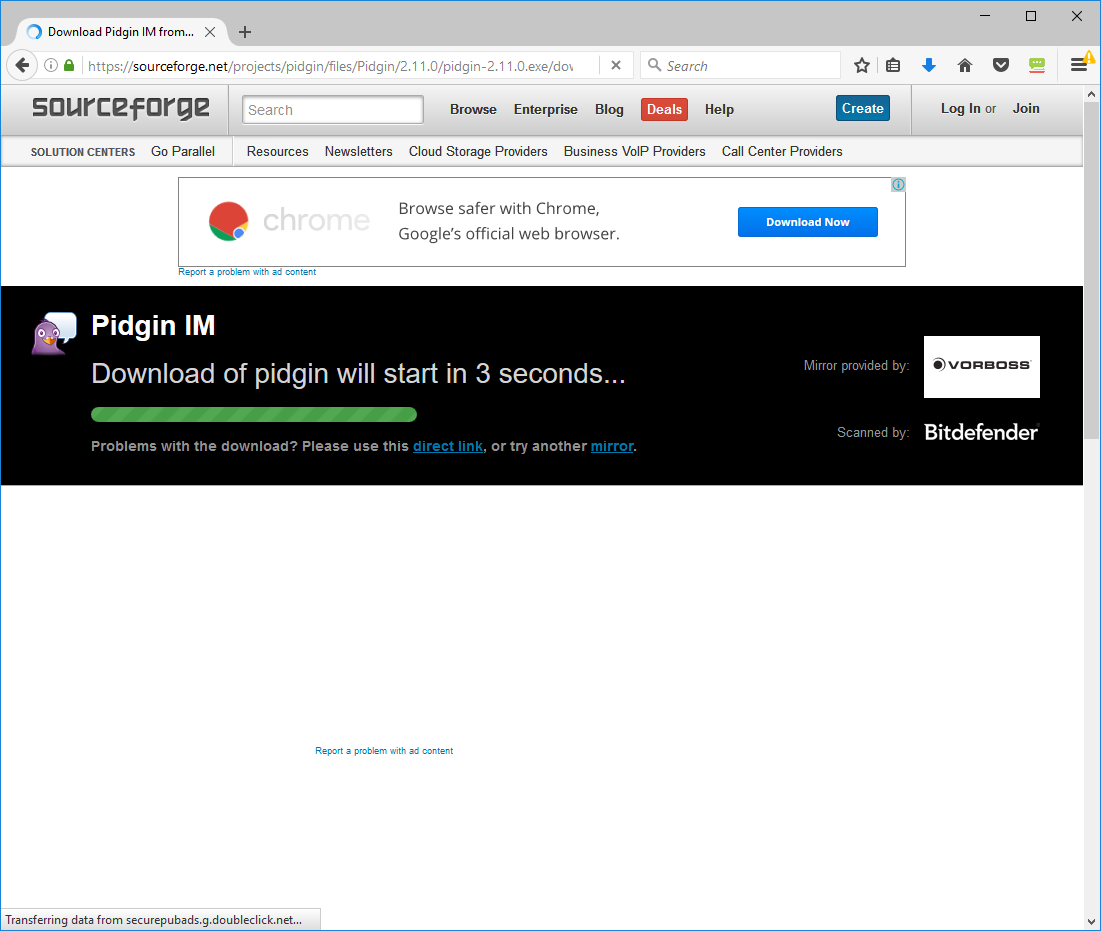 Download Pidgin IM from...
https://sourceforge.net/projects/pidgin/files/Pidgin/2.11.0/pidgin-2.11.0.exe/dov
Search
sourceforge
Search
Browse Enterprise Blog Deals Help
Create
Log In or Join
SOLUTION CENTERS Go Parallel Resources Newsletters Cloud Storage Providers Business VoIP Providers Call Center Providers
chrome
Browse safer with Chrome,
Google's official web browser.
Download Now
Report a problem with ad content
Pidgin IM
Download of pidgin will start in 3 seconds...
Problems with the download? Please use this direct link, or try another mirror.
Mirror provided by:
VORBOSS
Scanned by:
Bitdefender
Report a problem with ad content
Transferring data from securepubads.g.doubleclick.net...